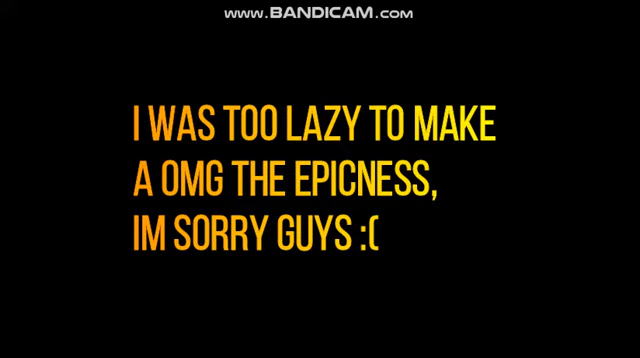 www.BANDICAM.com
I WAS TOO LAZY TO MAKE
A OMG THE EPICNESS,
IM SORRY GUYS :(